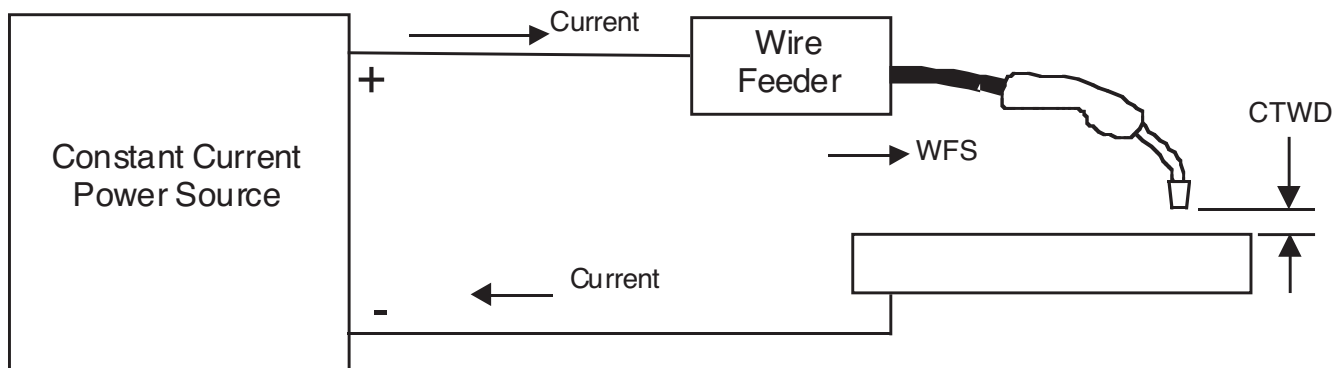 Current
Wire
Feeder
+
CTWD
Constant Current
Power Source
WFS
Current
-